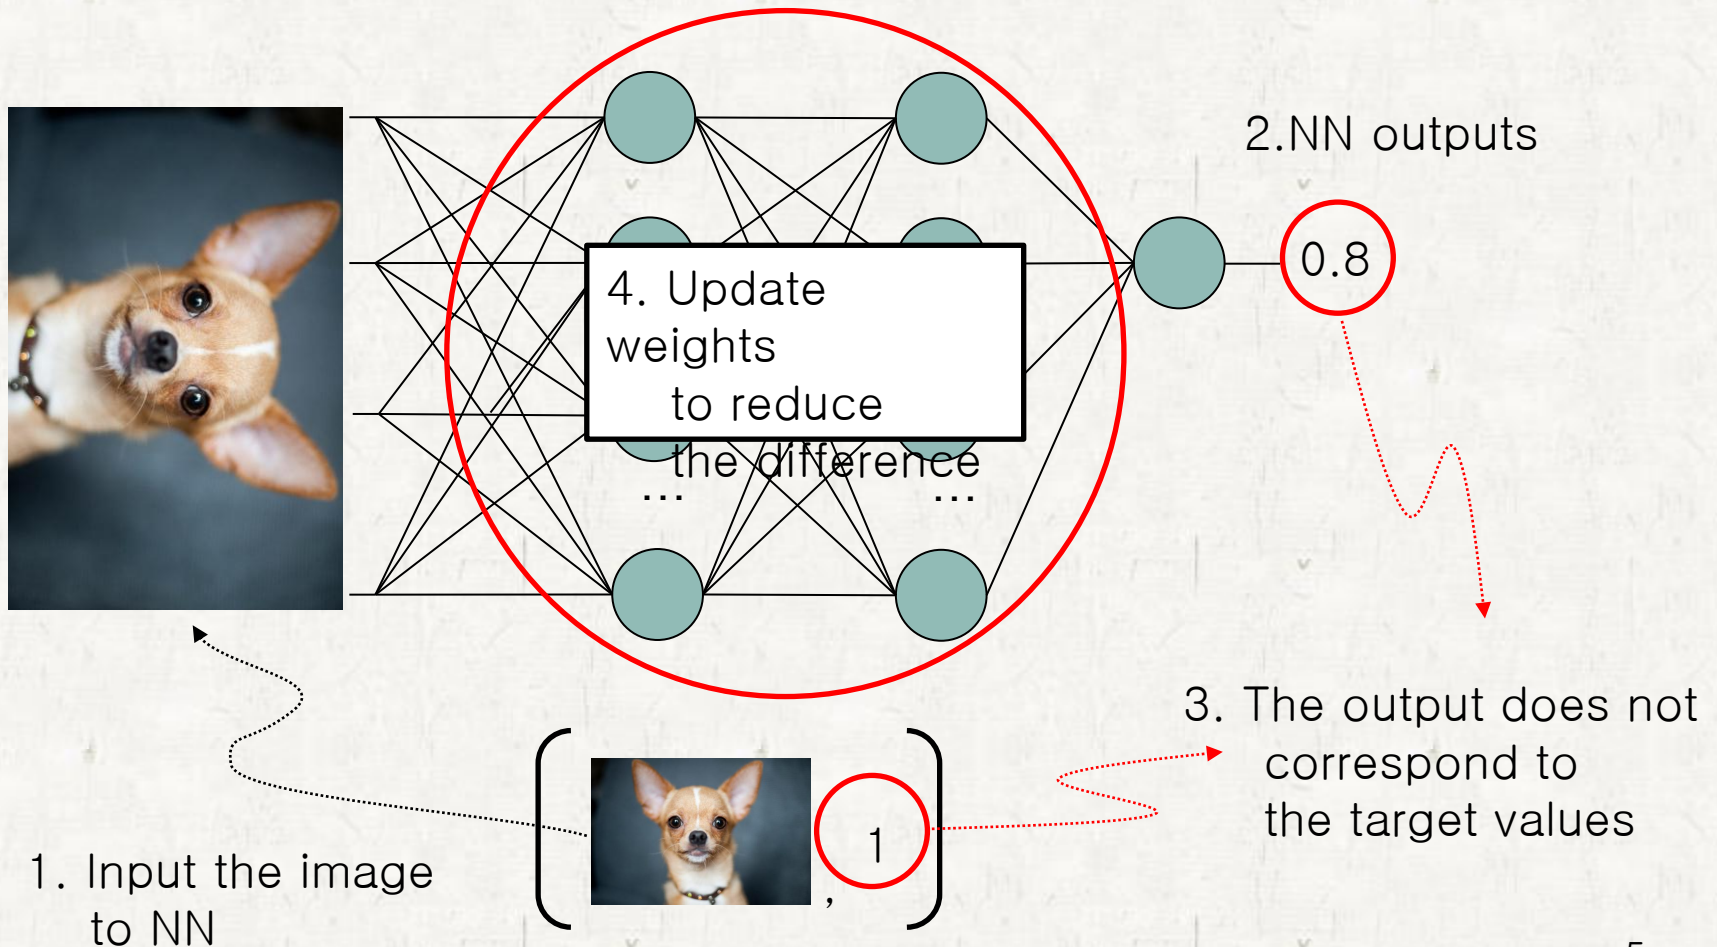 2.NN outputs
0.8
4. Update
weights
to reduce
the difference
...
...
3. The output does not
correspond to
the target values
1
,
1. Input the image
to NN
5